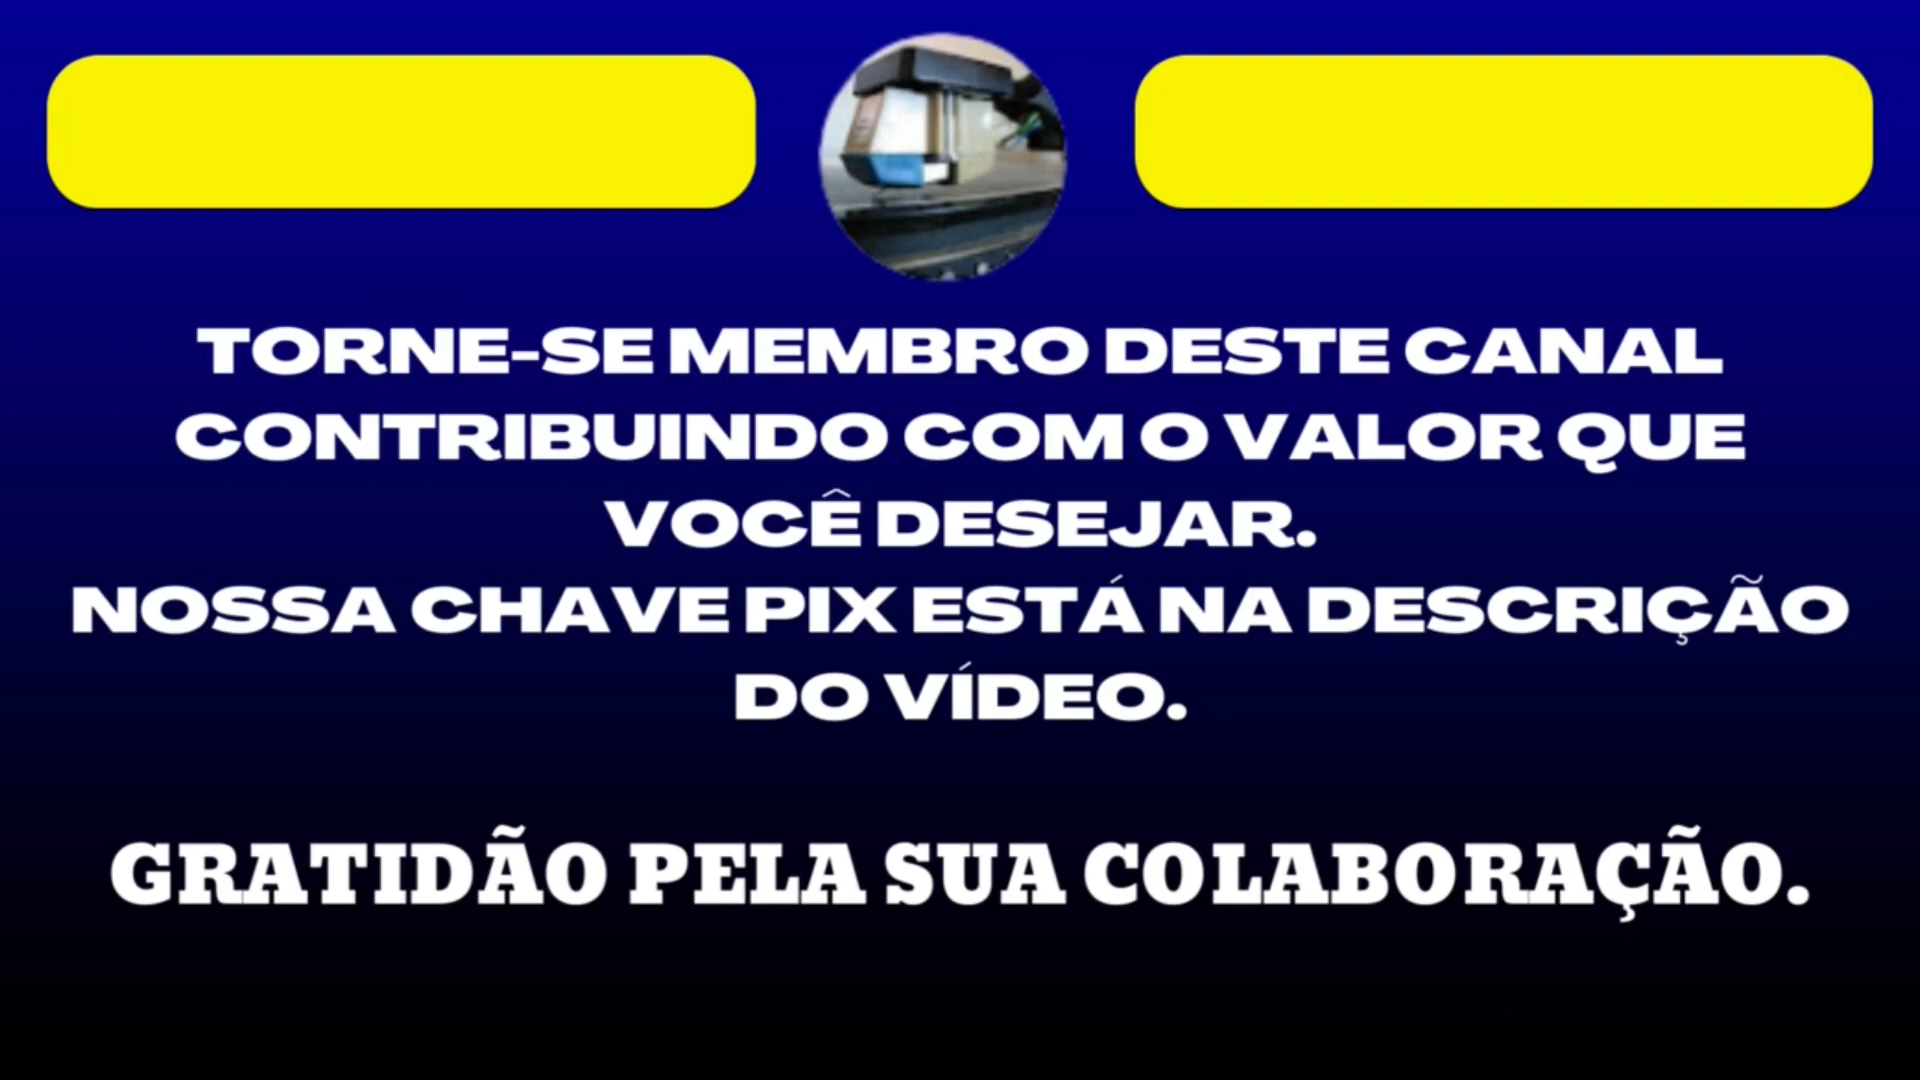 TORNE-SE MEMBRO DESTE CANAL
CONTRIBUINDO COM O VALOR QUE
VOCÊ DESEJAR.
NOSSA CHAVE PIX ESTÁ NA DESCRIÇÃO
DO VÍDEO.
GRATIDÃO PELA SUA COLABORAÇÃO.